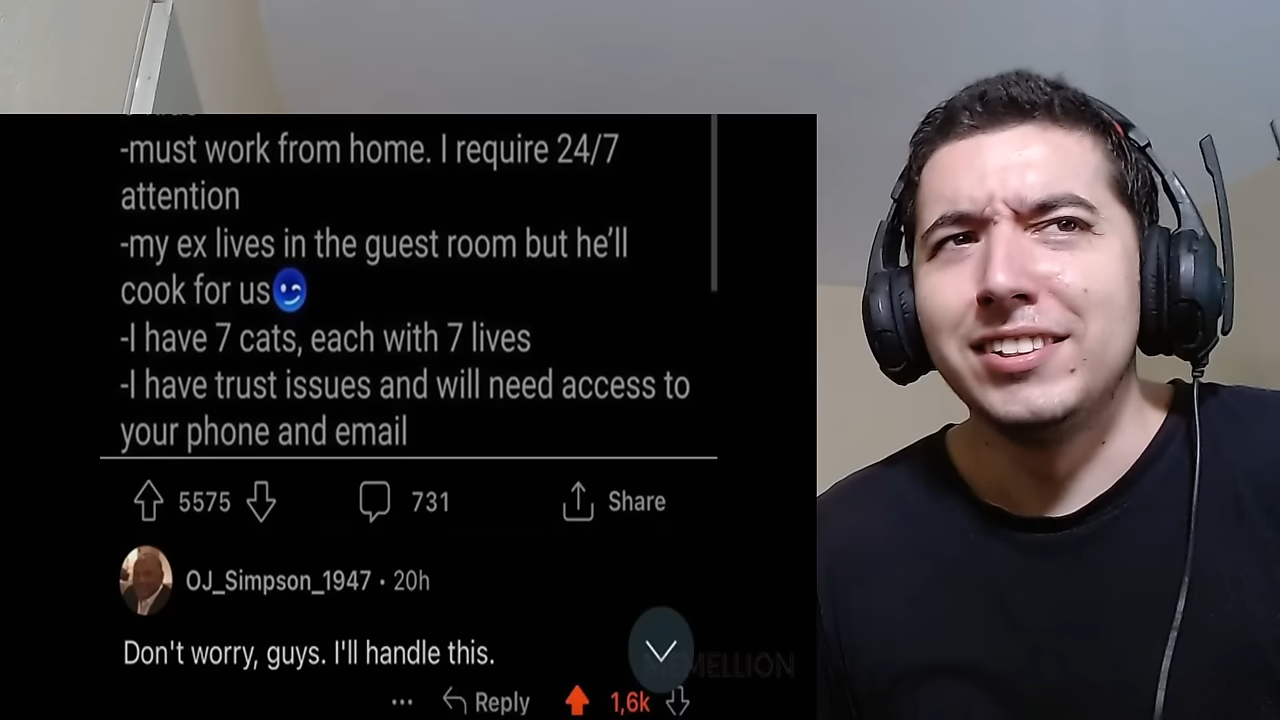 -must work from home. I require 24/7
attention
-my ex lives in the guest room but he'll
cook for us😉
-I have 7 cats, each with 7 lives
-I have trust issues and will need access to
your phone and email
5575
731
Share
OJ_Simpson_1947 • 20h
Don't worry, guys. I'll handle this.
... Reply 1,6k